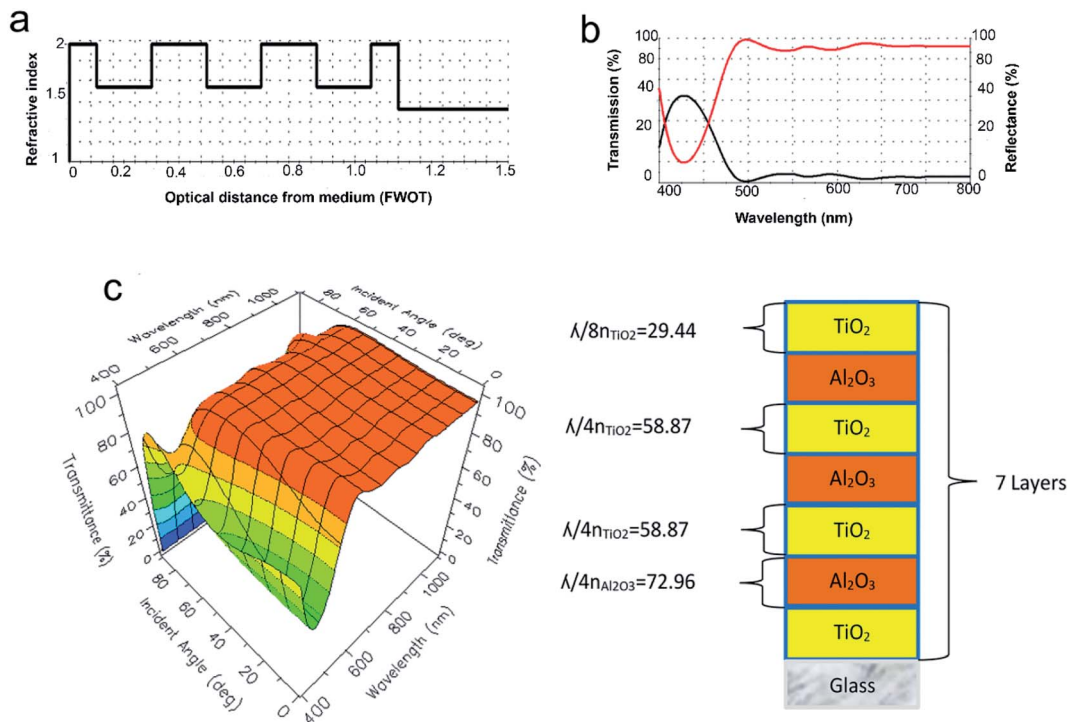 a
Refractive index
2
1.5
1
0 0.2 0.4 0.6 0.8 1.0 1.2 1.5
Optical distance from medium (FWOT)
b
Transmission (%)
100
80
40
20
0
400 500 600 700 800
Wavelength (nm)
100
80
40
20
0
Reflectance (%)
c
Wavelength (nm)
400 600 800 1000
Incident Angle (deg)
80 60 40 20 0
Transmittance (%)
100
80
60
40
20
0
Transmittance (%)
100
80
60
40
20
0
Incident Angle (deg)
80 60 40 20 0
Wavelength (nm)
400 600 800 1000
λ/8nTiO2=29.44
λ/4nTiO2=58.87
λ/4nTiO2=58.87
λ/4nAl2O3=72.96
TiO₂
Al₂O₃
TiO₂
Al₂O₃
TiO₂
Al₂O₃
TiO₂
Glass
7 Layers